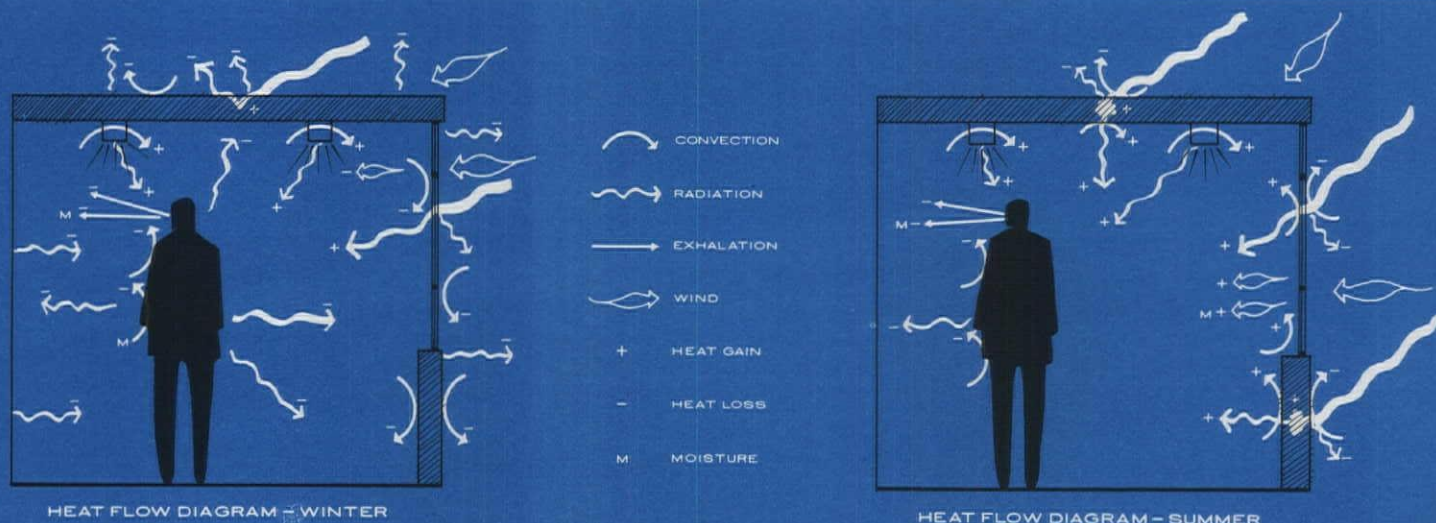 CONVECTION
RADIATION
EXHALATION
WIND
+ HEAT GAIN
− HEAT LOSS
M MOISTURE
M −
M
M −
M +
HEAT FLOW DIAGRAM – WINTER
HEAT FLOW DIAGRAM – SUMMER